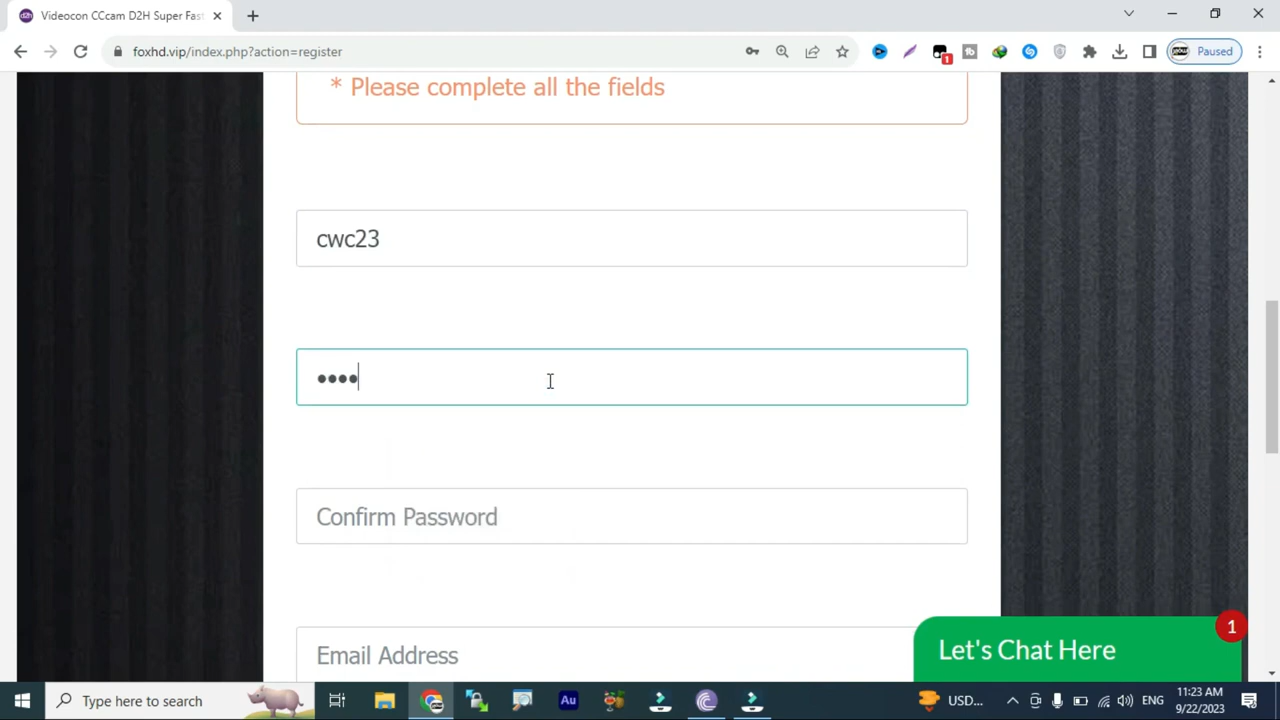 Videocon CCcam D2H Super Fast
foxhd.vip/index.php?action=register
1
Paused
* Please complete all the fields
cwc23
••••
Confirm Password
Email Address
Let's Chat Here
1
Type here to search
Au
USD...
ENG
11:23 AM
9/22/2023